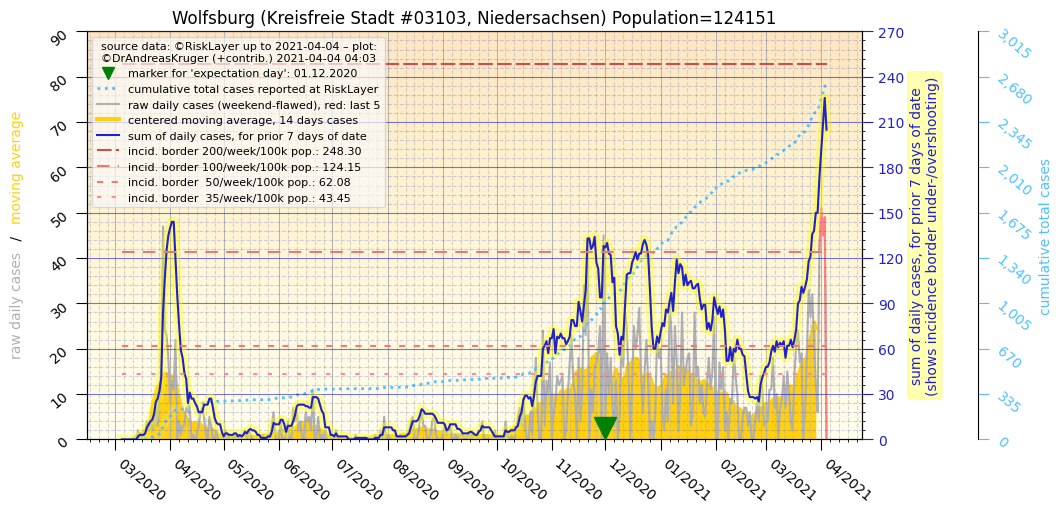 Wolfsburg (Kreisfreie Stadt #03103, Niedersachsen) Population=124151
source data: ©RiskLayer up to 2021-04-04 – plot:
©DrAndreasKruger (+contrib.) 2021-04-04 04:03
marker for 'expectation day': 01.12.2020
cumulative total cases reported at RiskLayer
raw daily cases (weekend-flawed), red: last 5
centered moving average, 14 days cases
sum of daily cases, for prior 7 days of date
incid. border 200/week/100k pop.: 248.30
incid. border 100/week/100k pop.: 124.15
incid. border  50/week/100k pop.: 62.08
incid. border  35/week/100k pop.: 43.45
raw daily cases / moving average
90
80
70
60
50
40
30
20
10
0
03/2020
04/2020
05/2020
06/2020
07/2020
08/2020
09/2020
10/2020
11/2020
12/2020
01/2021
02/2021
03/2021
04/2021
270
240
210
180
150
120
90
60
30
0
sum of daily cases, for prior 7 days of date
(shows incidence border under-/overshooting)
3,015
2,680
2,345
2,010
1,675
1,340
1,005
670
335
0
cumulative total cases